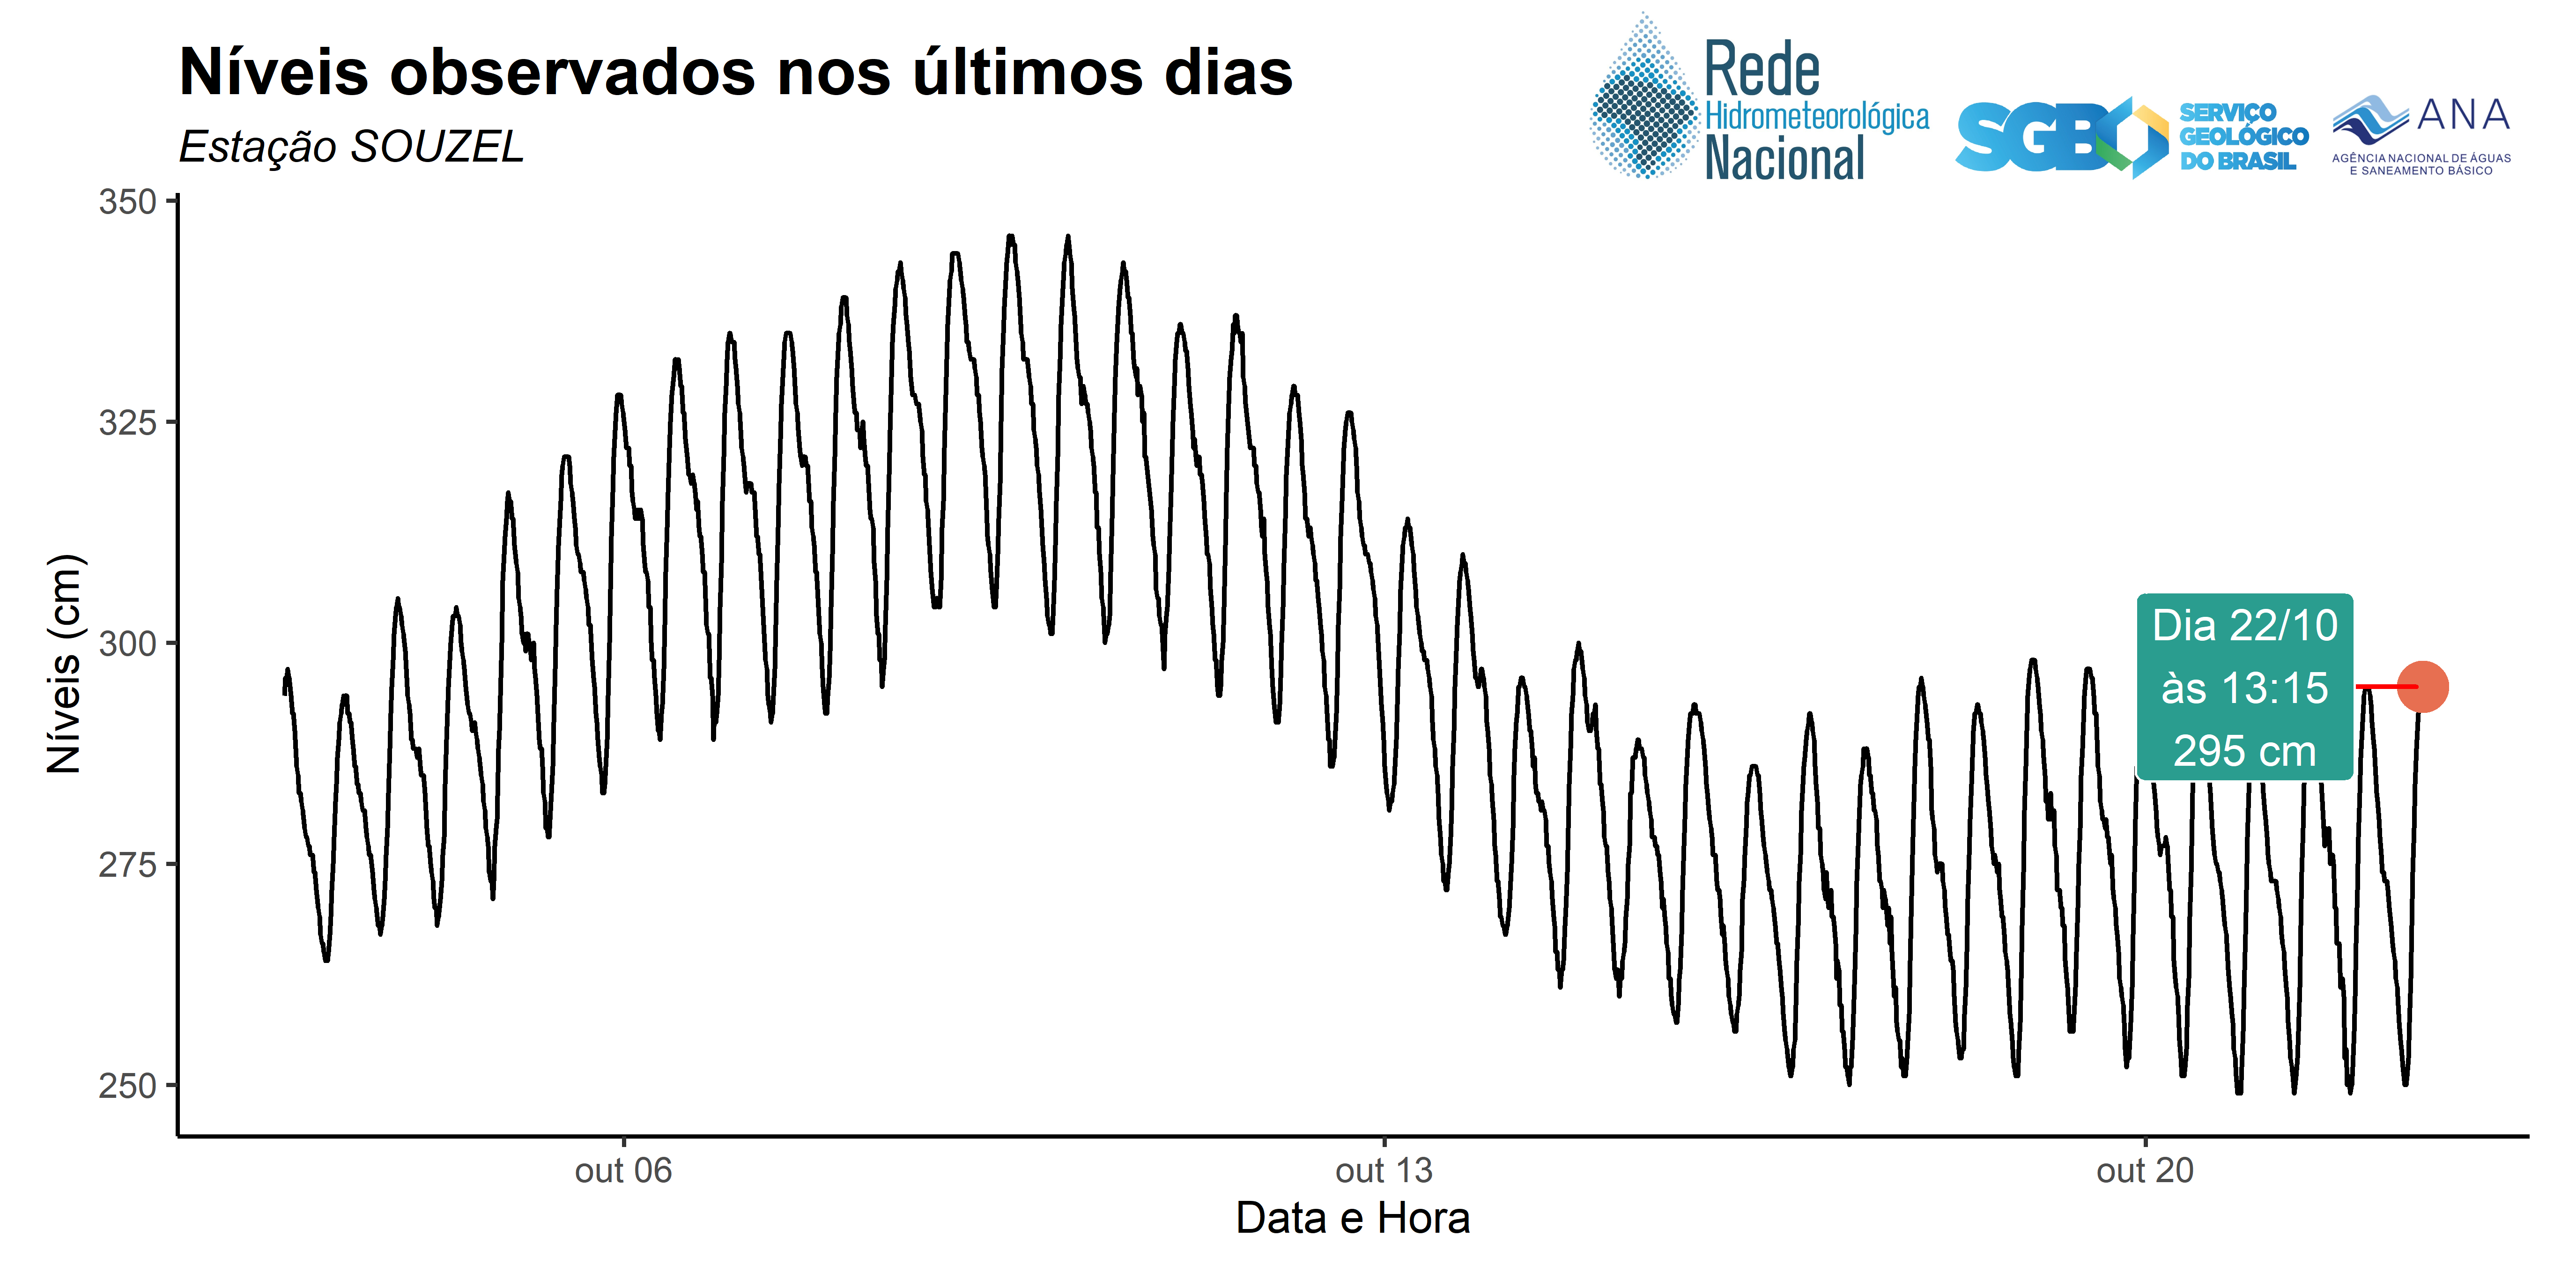 Níveis observados nos últimos dias
Estação SOUZEL
Rede
Hidrometeorológica
Nacional
SGB
SERVIÇO
GEOLÓGICO
DO BRASIL
ANA
AGÊNCIA NACIONAL DE ÁGUAS
E SANEAMENTO BÁSICO
350
325
300
275
250
Níveis (cm)
Dia 22/10
às 13:15
295 cm
out 06
out 13
out 20
Data e Hora